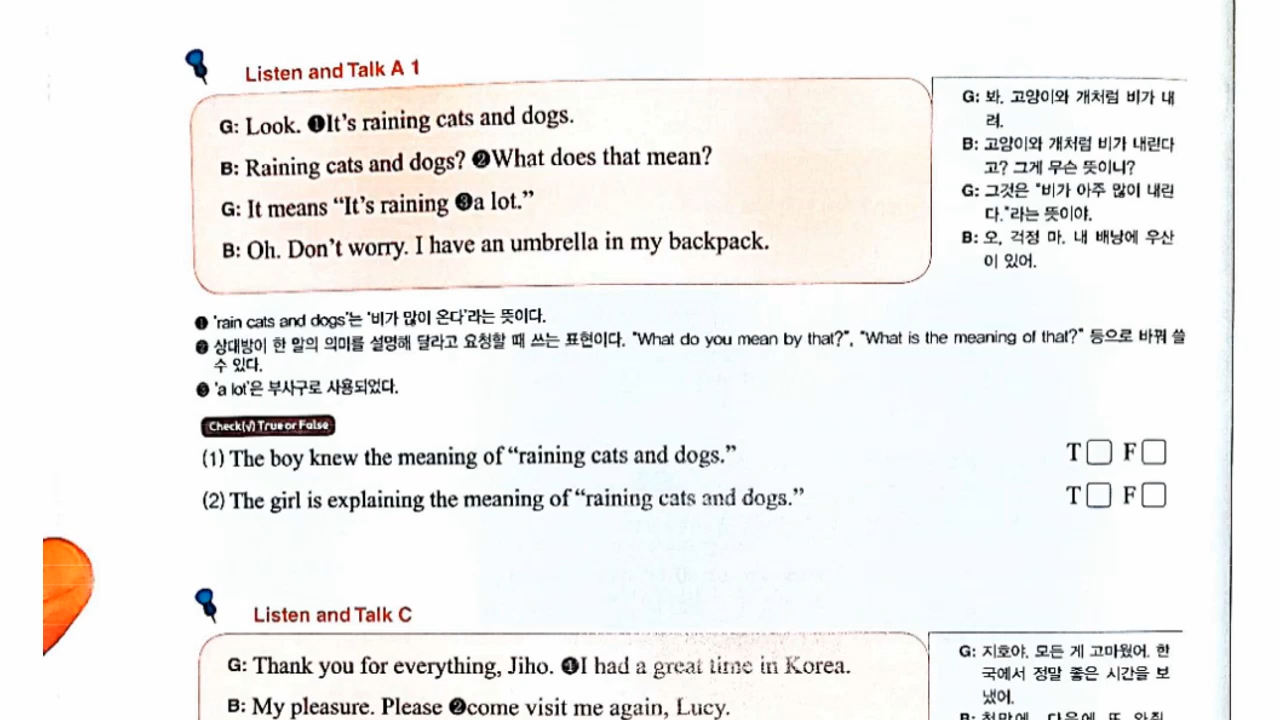 Listen and Talk A 1
G: Look. ❶It's raining cats and dogs.
B: Raining cats and dogs? ❷What does that mean?
G: It means “It's raining ❸a lot.”
B: Oh. Don't worry. I have an umbrella in my backpack.
G: 봐. 고양이와 개처럼 비가 내
려.
B: 고양이와 개처럼 비가 내린다
고? 그게 무슨 뜻이니?
G: 그것은 “비가 아주 많이 내린
다.”라는 뜻이야.
B: 오, 걱정 마. 내 배낭에 우산
이 있어.
❶ 'rain cats and dogs'는 '비가 많이 온다'라는 뜻이다.
❷ 상대방이 한 말의 의미를 설명해 달라고 요청할 때 쓰는 표현이다. “What do you mean by that?”, “What is the meaning of that?” 등으로 바꿔 쓸
수 있다.
❸ 'a lot'은 부사구로 사용되었다.
Check(√) True or False
(1) The boy knew the meaning of “raining cats and dogs.” T□ F□
(2) The girl is explaining the meaning of “raining cats and dogs.” T□ F□
Listen and Talk C
G: Thank you for everything, Jiho. ❶I had a great time in Korea.
B: My pleasure. Please ❷come visit me again, Lucy.
G: 지호야, 모든 게 고마웠어. 한
국에서 정말 좋은 시간을 보
냈어.
B: 천만에. 다음에 또